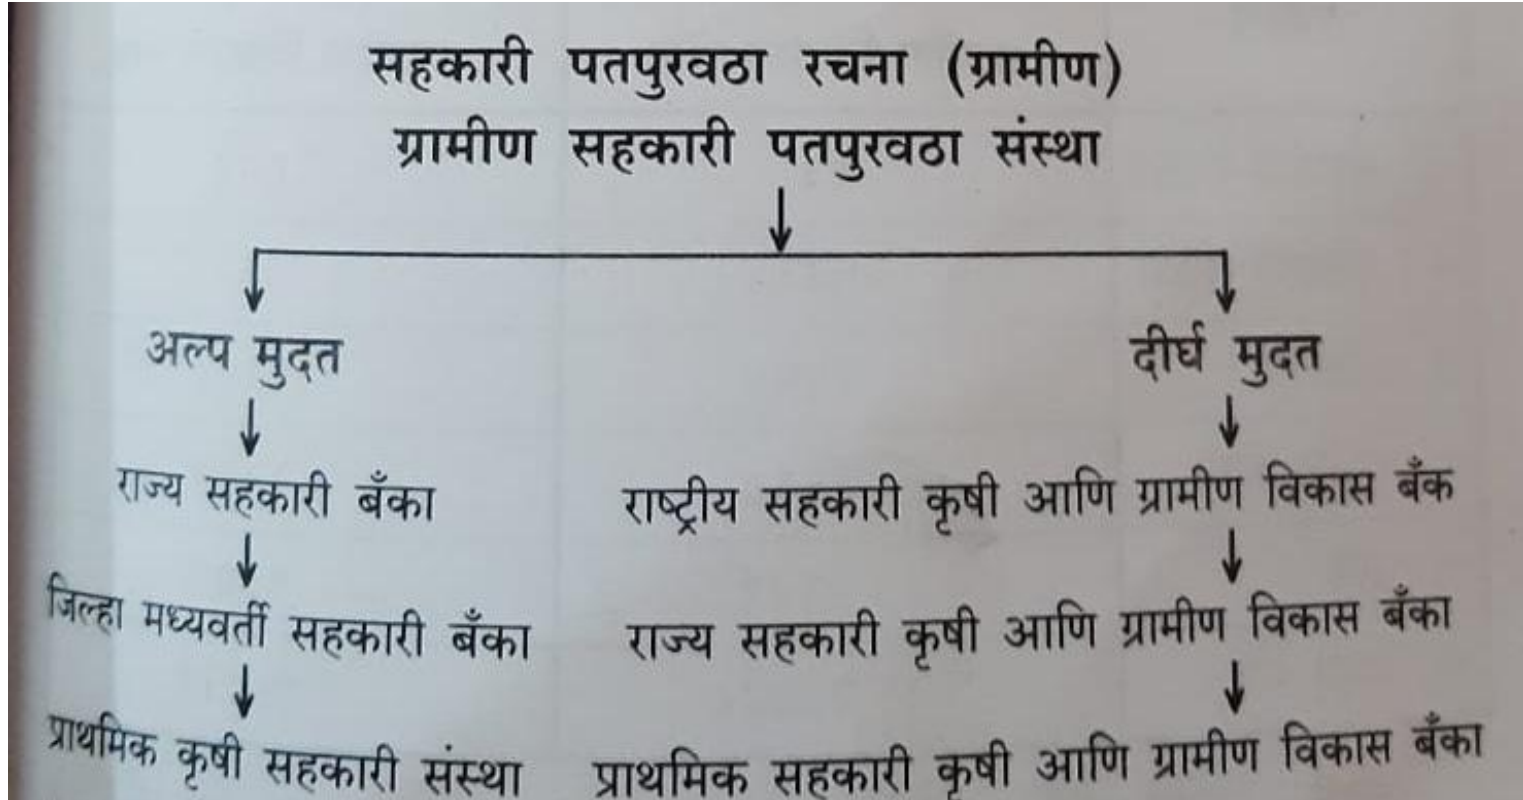 सहकारी पतपुरवठा रचना (ग्रामीण)
ग्रामीण सहकारी पतपुरवठा संस्था
अल्प मुदत
दीर्घ मुदत
राज्य सहकारी बँका
राष्ट्रीय सहकारी कृषी आणि ग्रामीण विकास बँक
जिल्हा मध्यवर्ती सहकारी बँका
राज्य सहकारी कृषी आणि ग्रामीण विकास बँका
प्राथमिक कृषी सहकारी संस्था
प्राथमिक सहकारी कृषी आणि ग्रामीण विकास बँका